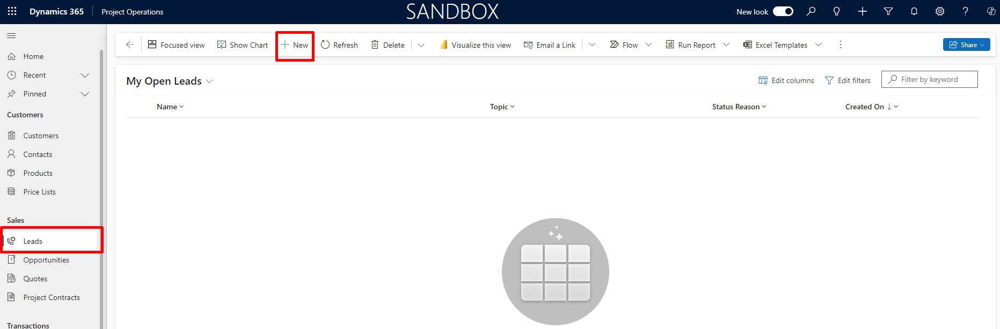 Dynamics 365 Project Operations SANDBOX New look
Focused view Show Chart New Refresh Delete Visualize this view Email a Link Flow Run Report Excel Templates Share
Home
Recent
Pinned
Customers
Customers
Contacts
Products
Price Lists
Sales
Leads
Opportunities
Quotes
Project Contracts
Transactions
My Open Leads Edit columns Edit filters Filter by keyword
Name Topic Status Reason Created On